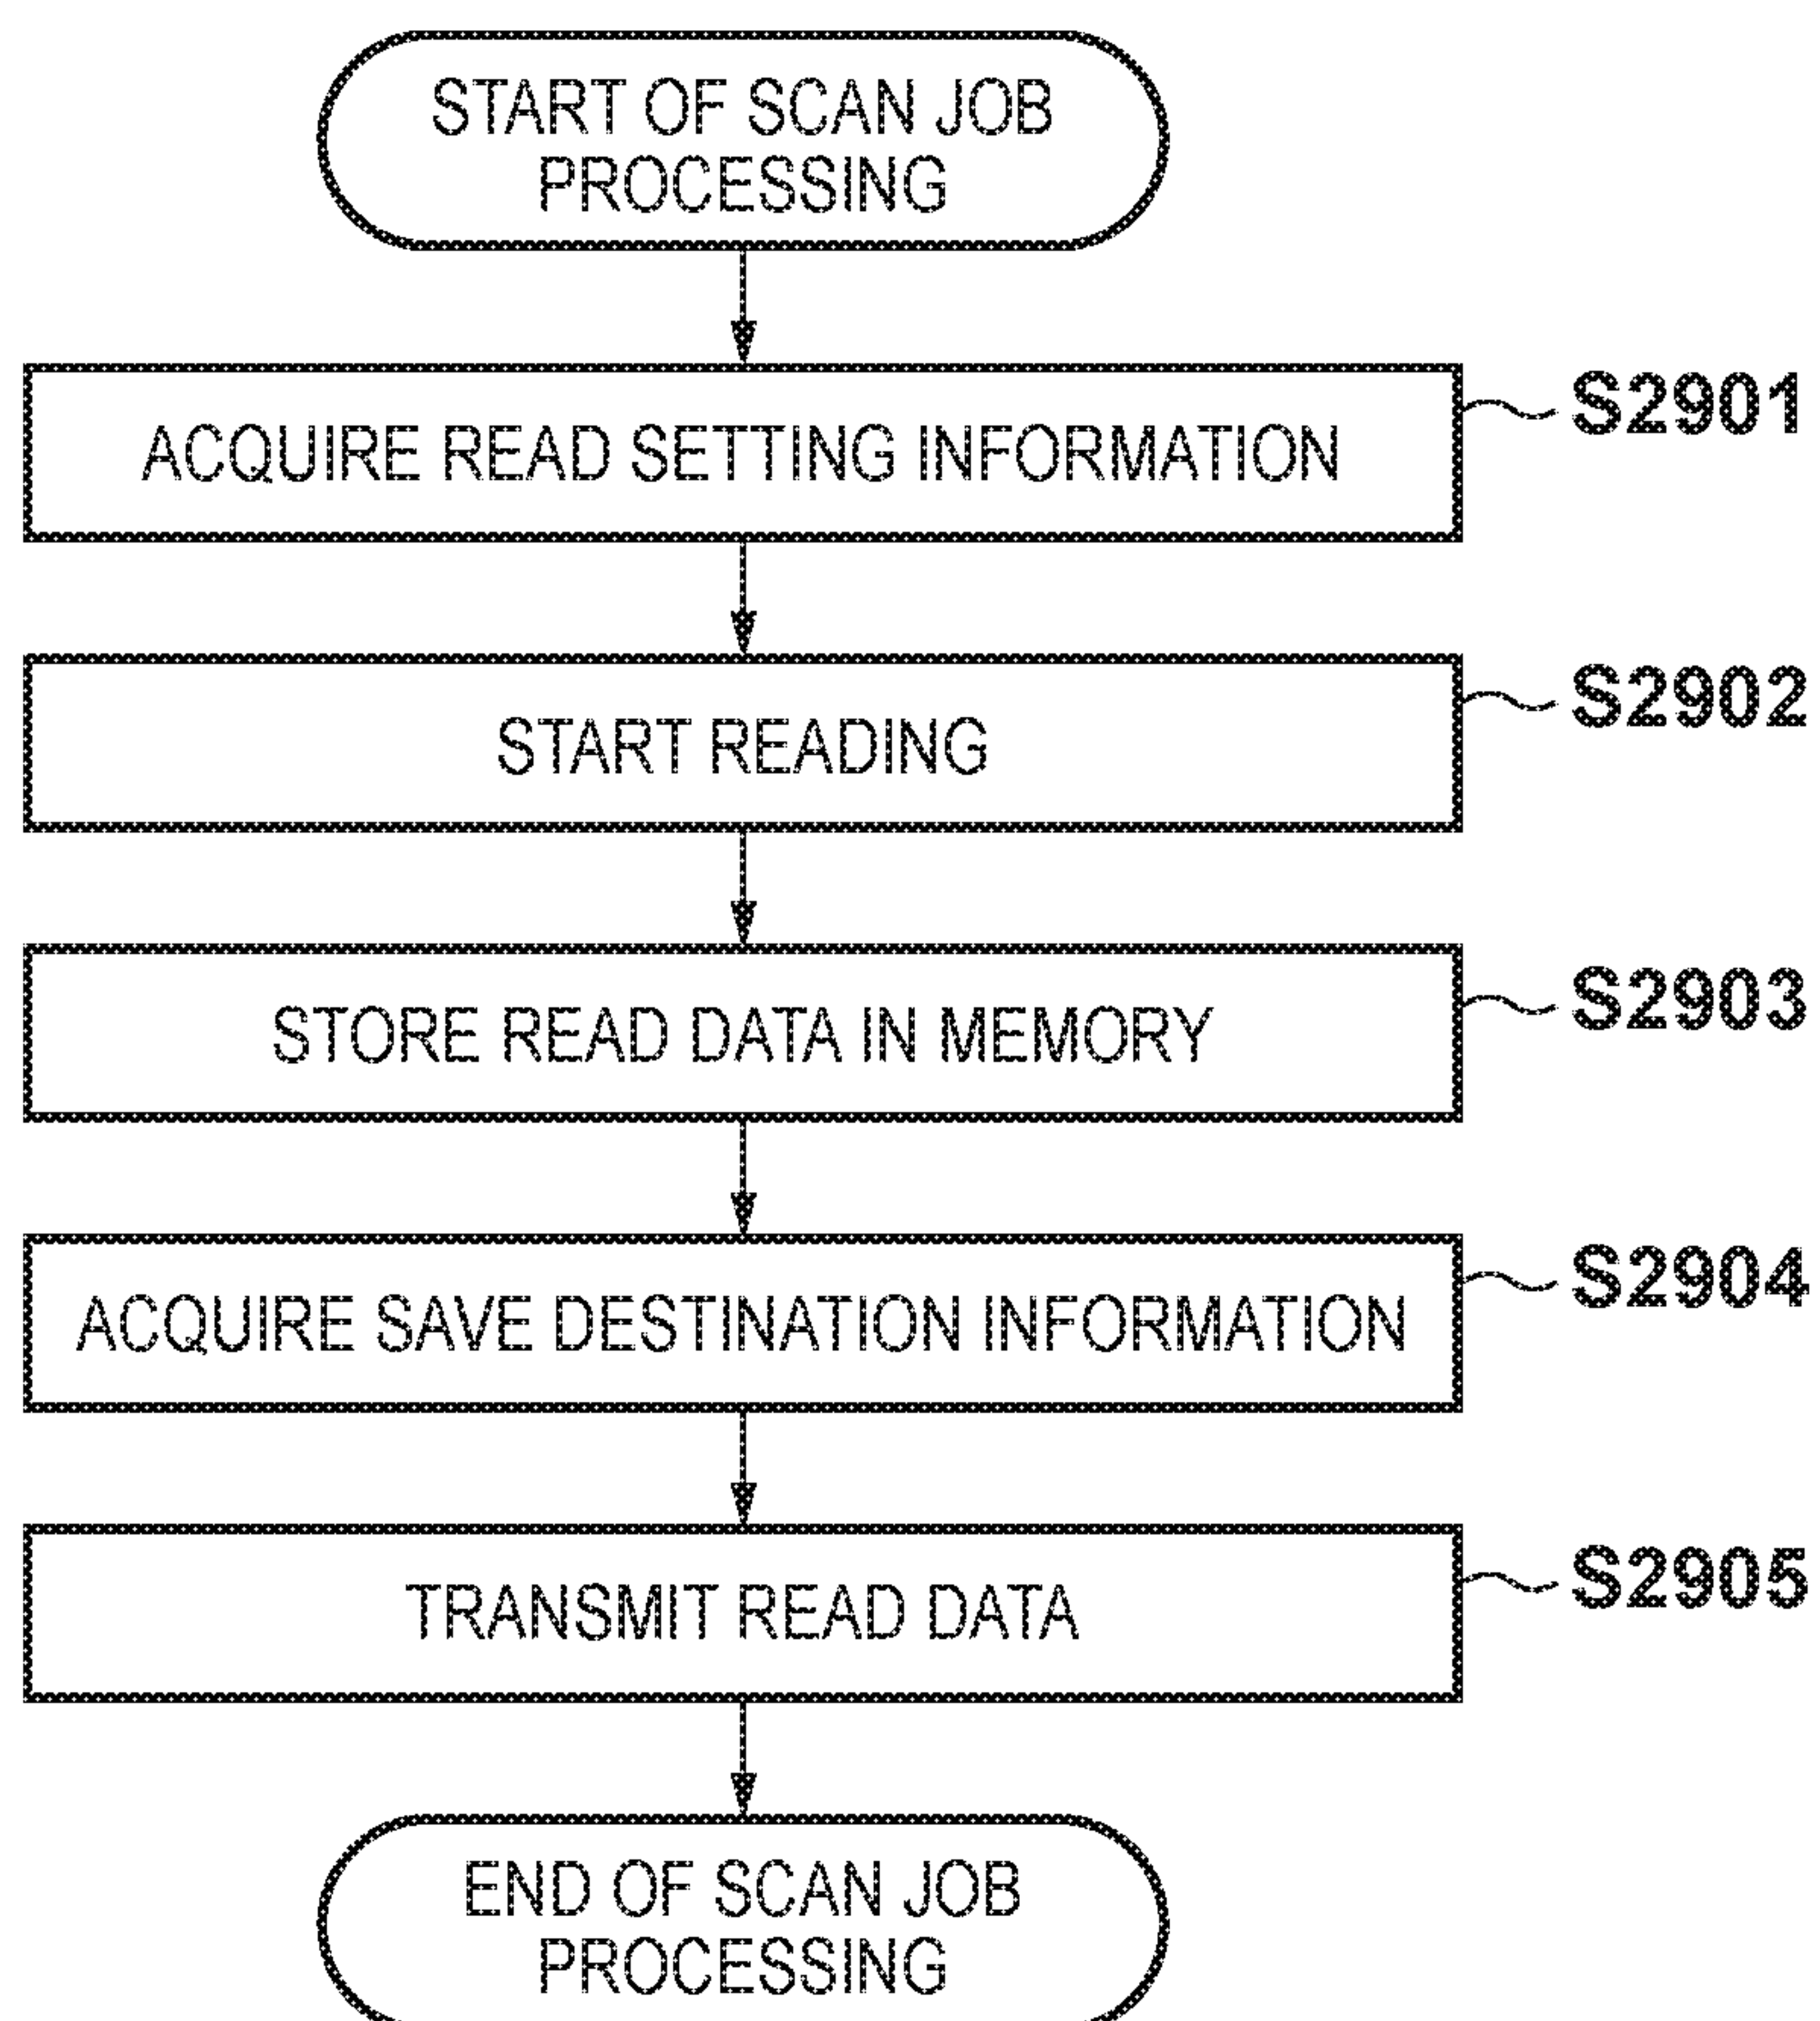 START OF SCAN JOB
PROCESSING
ACQUIRE READ SETTING INFORMATION
S2901
START READING
S2902
STORE READ DATA IN MEMORY
S2903
ACQUIRE SAVE DESTINATION INFORMATION
S2904
TRANSMIT READ DATA
S2905
END OF SCAN JOB
PROCESSING